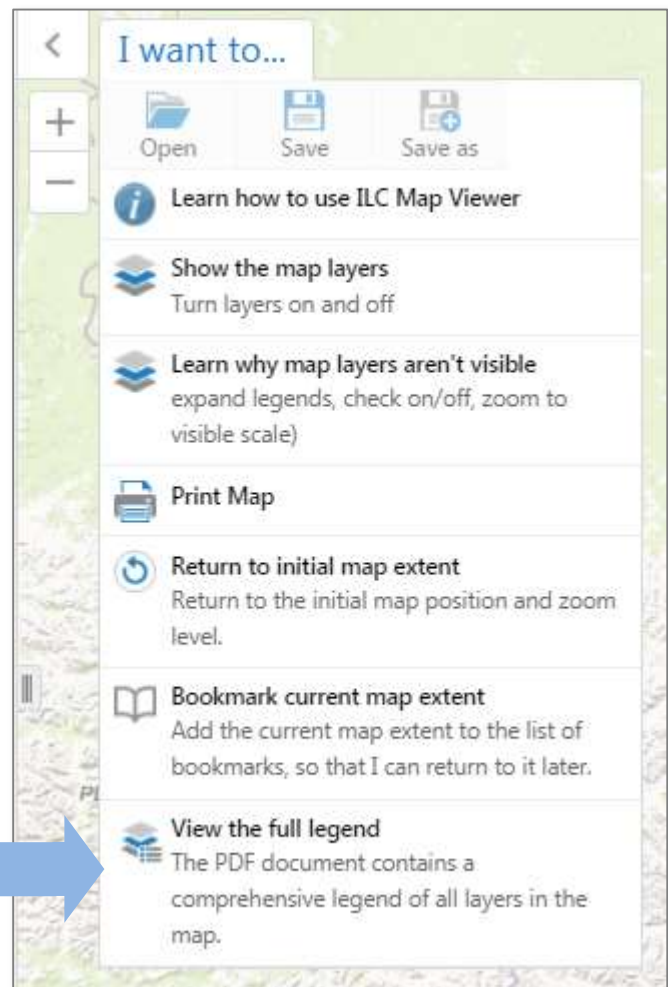 I want to...
Open Save Save as
Learn how to use ILC Map Viewer
Show the map layers
Turn layers on and off
Learn why map layers aren't visible
expand legends, check on/off, zoom to
visible scale)
Print Map
Return to initial map extent
Return to the initial map position and zoom
level.
Bookmark current map extent
Add the current map extent to the list of
bookmarks, so that I can return to it later.
View the full legend
The PDF document contains a
comprehensive legend of all layers in the
map.